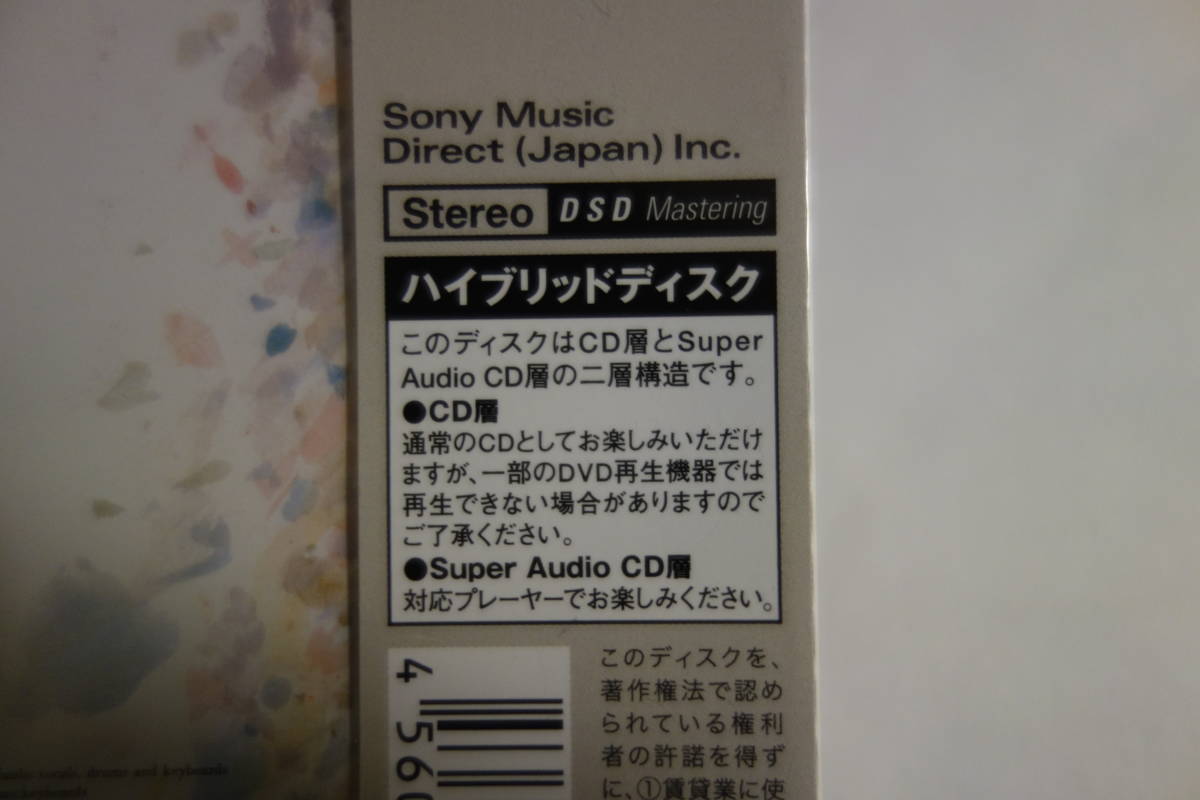 Sony Music
Direct (Japan) Inc.
Stereo DSD Mastering
ハイブリッドディスク
このディスクはCD層とSuper
Audio CD層の二層構造です。
●CD層
通常のCDとしてお楽しみいただけ
ますが、一部のDVD再生機器では
再生できない場合がありますので
ご了承ください。
●Super Audio CD層
対応プレーヤーでお楽しみください。
4 560
このディスクを、
著作権法で認め
られている権利
者の許諾を得ず
に、①賃貸業に使
vocals, drums and keyboards
keyboards